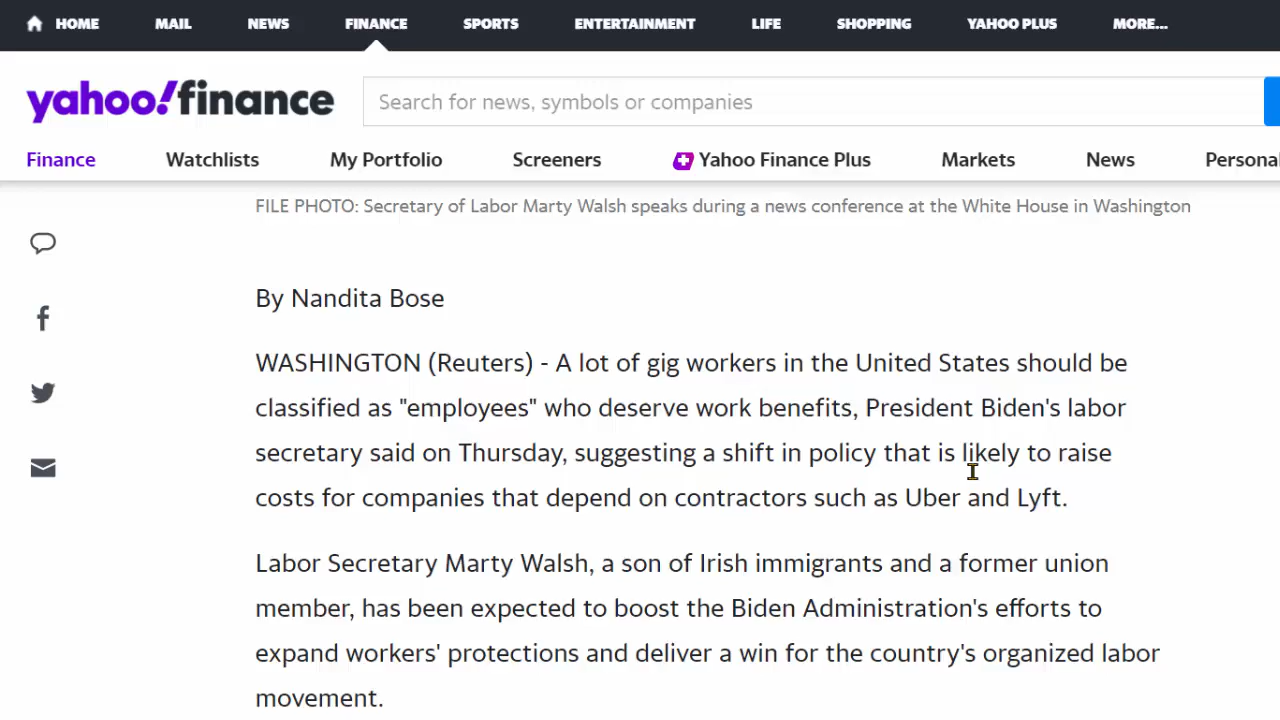 HOME MAIL NEWS FINANCE SPORTS ENTERTAINMENT LIFE SHOPPING YAHOO PLUS MORE...
yahoo!finance
Search for news, symbols or companies
Finance Watchlists My Portfolio Screeners Yahoo Finance Plus Markets News Personal
FILE PHOTO: Secretary of Labor Marty Walsh speaks during a news conference at the White House in Washington
By Nandita Bose
WASHINGTON (Reuters) - A lot of gig workers in the United States should be
classified as "employees" who deserve work benefits, President Biden's labor
secretary said on Thursday, suggesting a shift in policy that is likely to raise
costs for companies that depend on contractors such as Uber and Lyft.
Labor Secretary Marty Walsh, a son of Irish immigrants and a former union
member, has been expected to boost the Biden Administration's efforts to
expand workers' protections and deliver a win for the country's organized labor
movement.